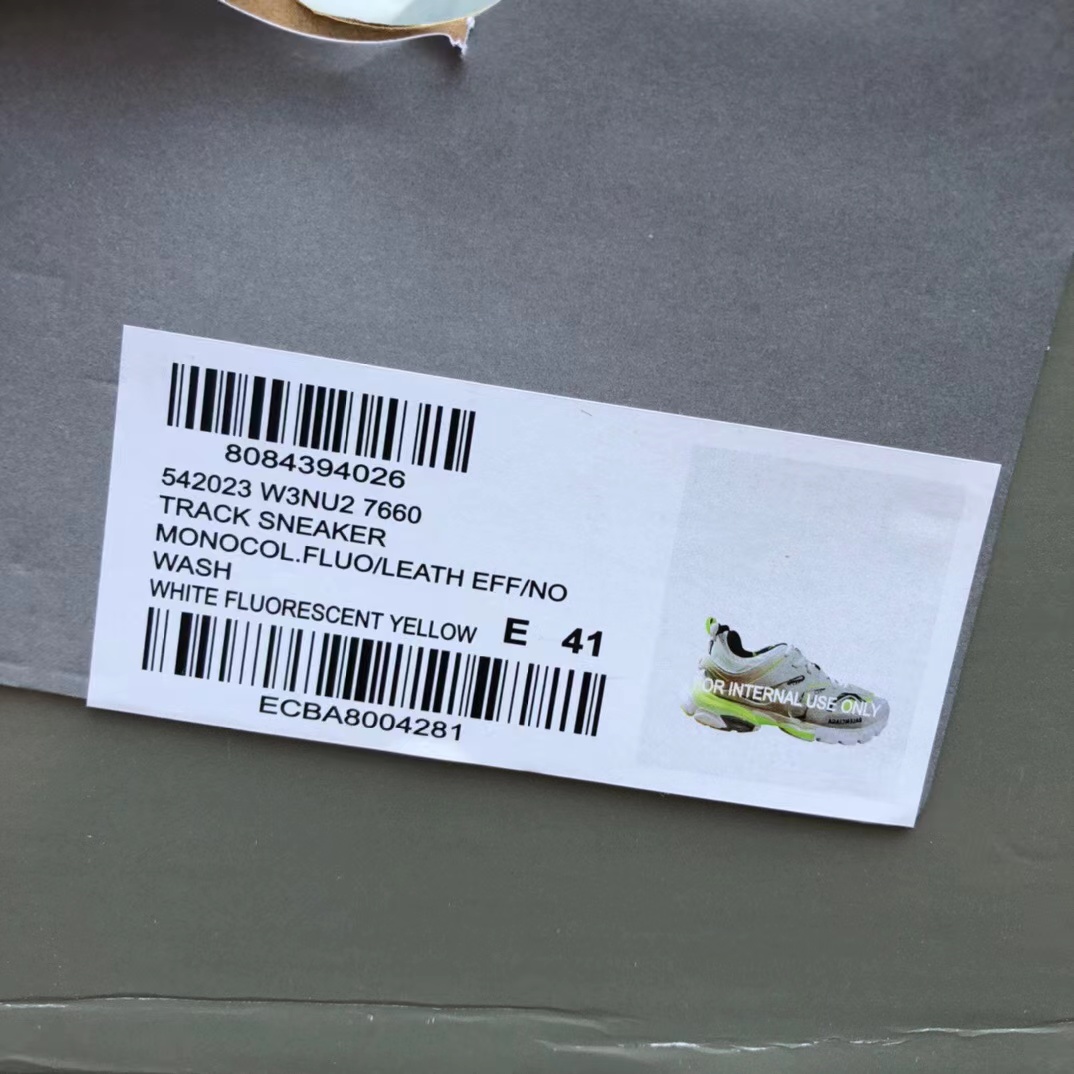 8084394026
542023 W3NU2 7660
TRACK SNEAKER
MONOCOL.FLUO/LEATH EFF/NO
WASH
WHITE FLUORESCENT YELLOW E 41
ECBA8004281
OR INTERNAL USE ONLY